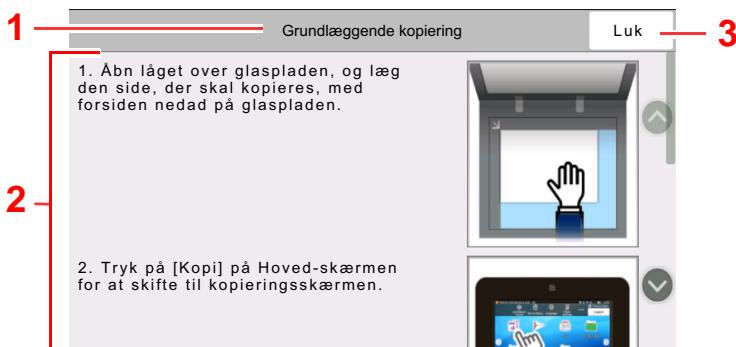 1
Grundlæggende kopiering
Luk
3
2
1. Åbn låget over glaspladen, og læg
den side, der skal kopieres, med
forsiden nedad på glaspladen.
2. Tryk på [Kopi] på Hoved-skærmen
for at skifte til kopieringsskærmen.